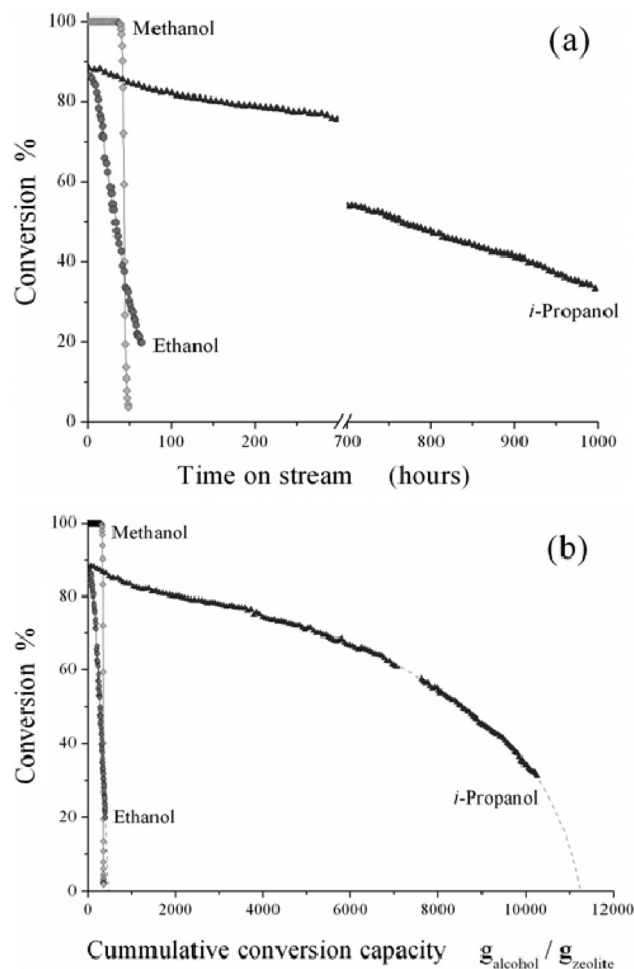 (a)
100
80
60
40
20
0
Conversion %
Methanol
Ethanol
i-Propanol
0 100 200 700 800 900 1000
Time on stream (hours)
(b)
100
80
60
40
20
0
Conversion %
Methanol
Ethanol
i-Propanol
0 2000 4000 6000 8000 10000 12000
Cummulative conversion capacity g alcohol / g zeolite